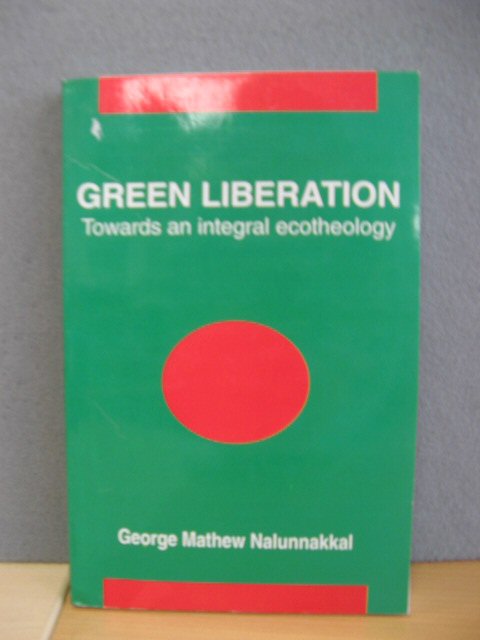 GREEN LIBERATION
Towards an integral ecotheology
George Mathew Nalunnakkal